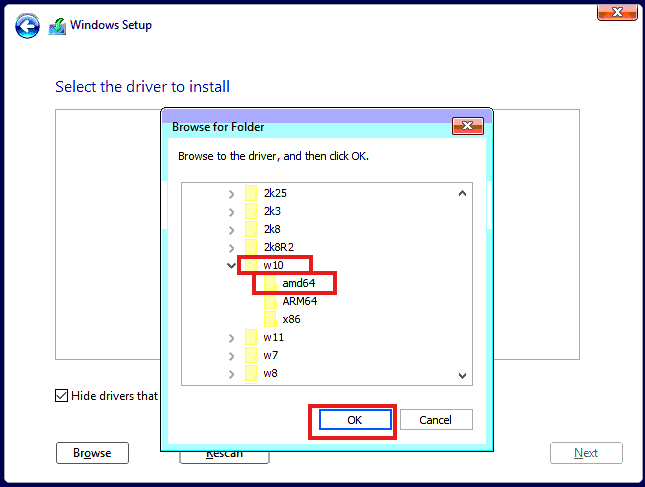 Windows Setup
Select the driver to install
Browse for Folder
Browse to the driver, and then click OK.
2k25
2k3
2k8
2k8R2
w10
amd64
ARM64
x86
w11
w7
w8
Hide drivers that
OK
Cancel
Browse
Rescan
Next